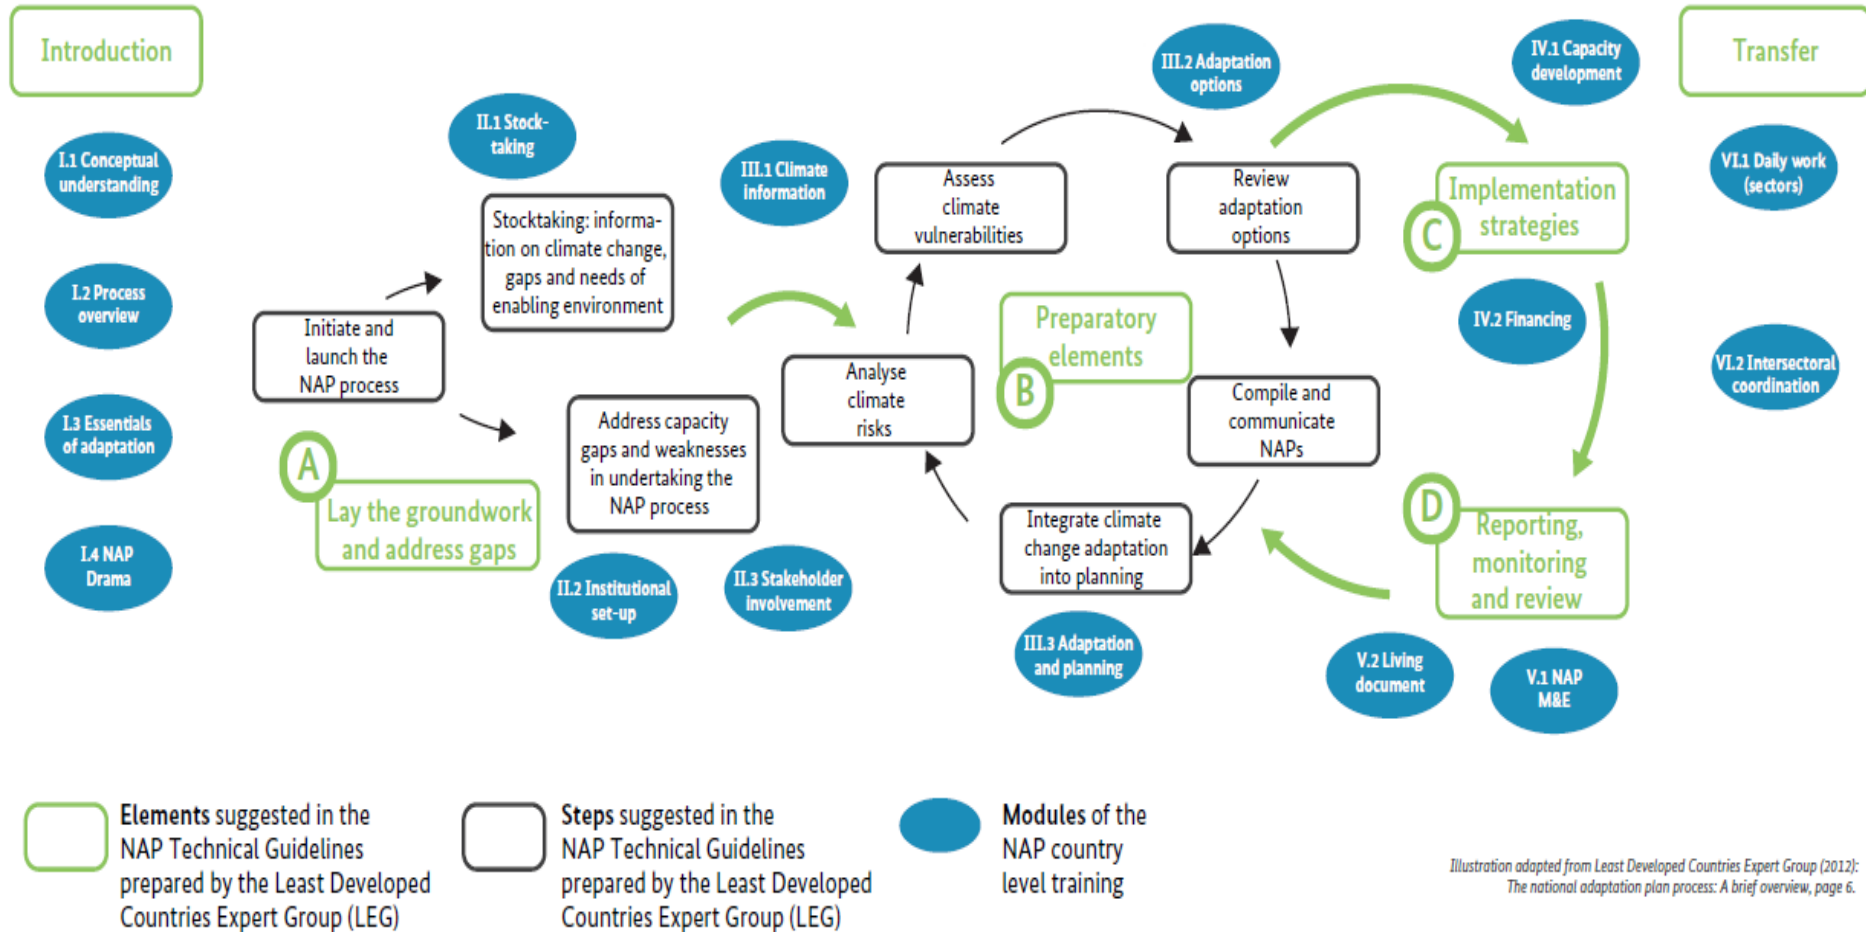 Introduction
I.1 Conceptual
understanding
I.2 Process
overview
I.3 Essentials
of adaptation
I.4 NAP
Drama
Initiate and
launch the
NAP process
II.1 Stock-
taking
Stocktaking: informa-
tion on climate change,
gaps and needs of
enabling environment
A
Lay the groundwork
and address gaps
Address capacity
gaps and weaknesses
in undertaking the
NAP process
II.2 Institutional
set-up
II.3 Stakeholder
involvement
III.1 Climate
information
Analyse
climate
risks
Assess
climate
vulnerabilities
III.2 Adaptation
options
Review
adaptation
options
Preparatory
elements
B
Compile and
communicate
NAPs
Integrate climate
change adaptation
into planning
III.3 Adaptation
and planning
IV.1 Capacity
development
Implementation
strategies
C
IV.2 Financing
D
Reporting,
monitoring
and review
V.2 Living
document
V.1 NAP
M&E
Transfer
VI.1 Daily work
(sectors)
VI.2 Intersectoral
coordination
Elements suggested in the
NAP Technical Guidelines
prepared by the Least Developed
Countries Expert Group (LEG)
Steps suggested in the
NAP Technical Guidelines
prepared by the Least Developed
Countries Expert Group (LEG)
Modules of the
NAP country
level training
Illustration adapted from Least Developed Countries Expert Group (2012):
The national adaptation plan process: A brief overview, page 6.